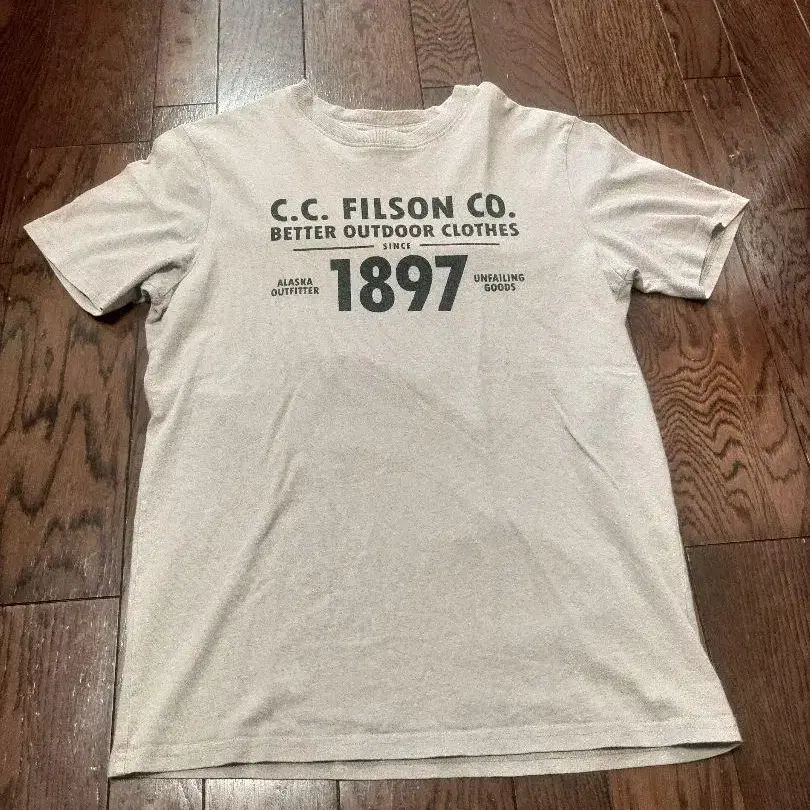 C.C. FILSON CO.
BETTER OUTDOOR CLOTHES
SINCE
ALASKA
OUTFITTER
1897
UNFAILING
GOODS